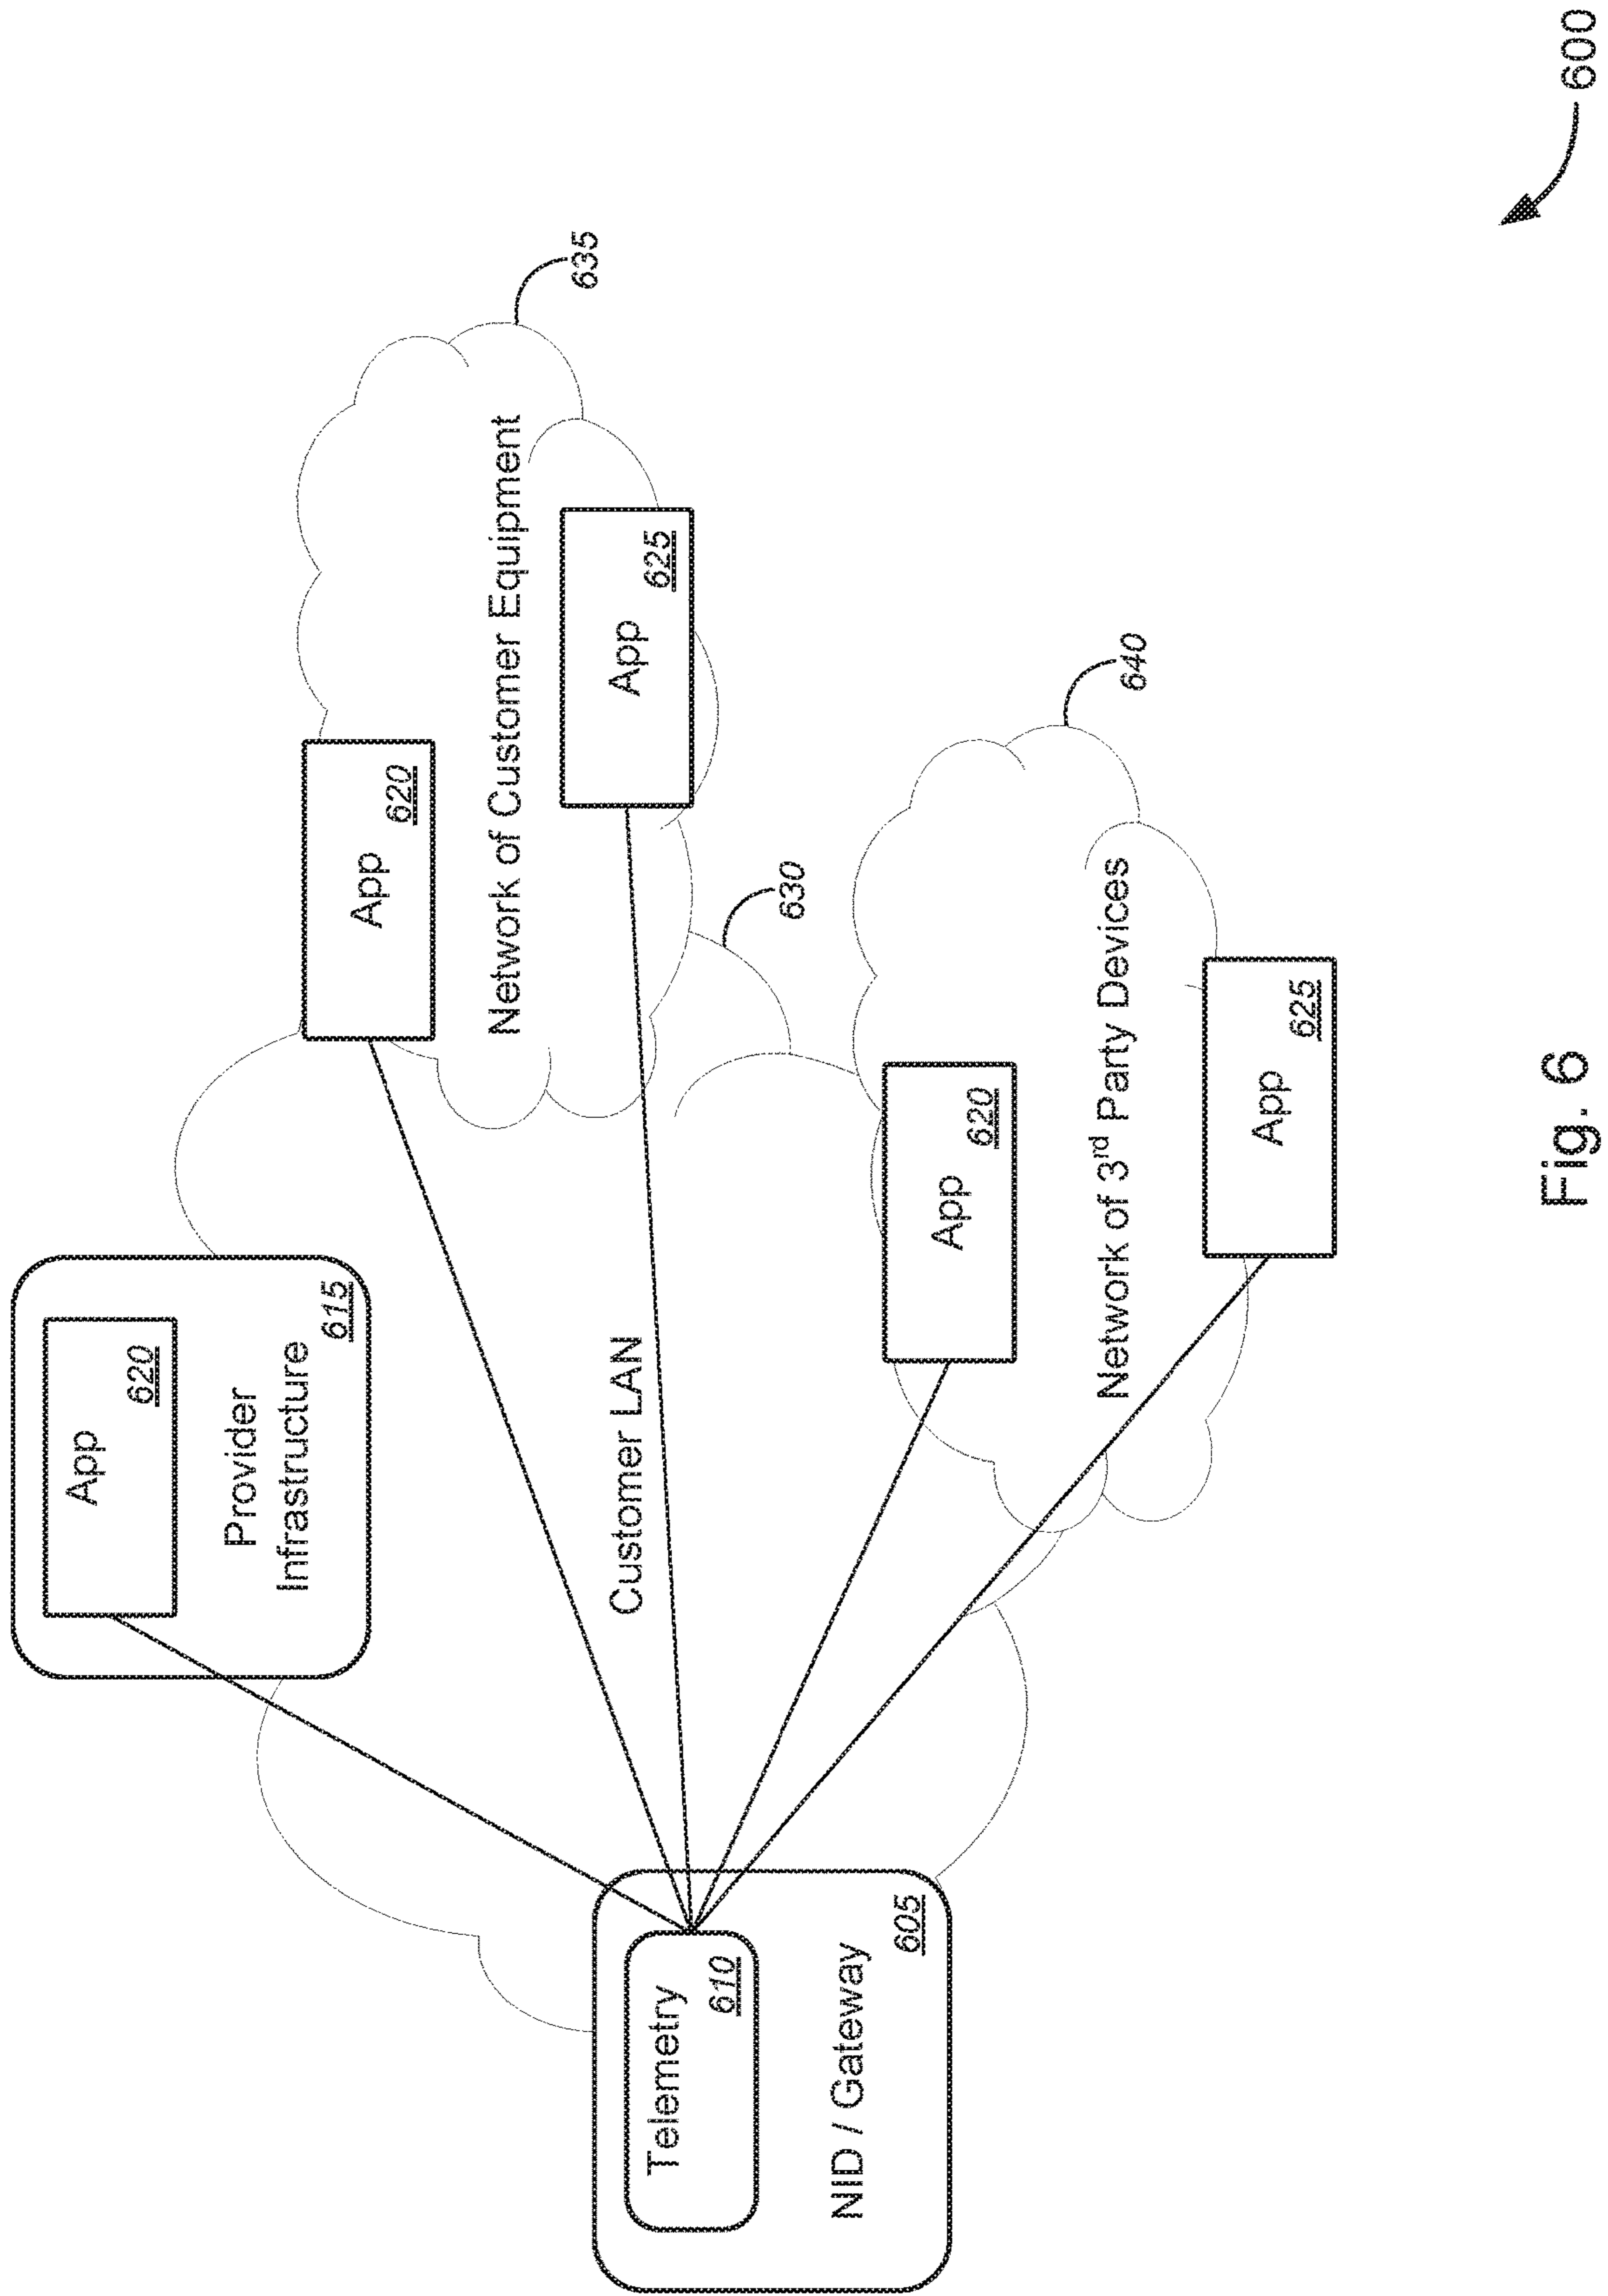 App
620
Provider
Infrastructure
615
635
App
620
Network of Customer Equipment
App
625
630
Customer LAN
640
App
620
Network of 3rd Party Devices
App
625
Telemetry
610
NID / Gateway
605
600
Fig. 6